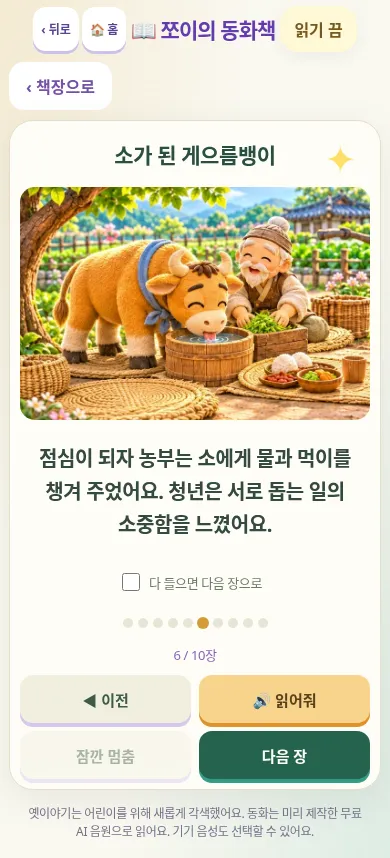 ‹ 뒤로 🏠 홈 📖 쪼이의 동화책 읽기 끔
‹ 책장으로
소가 된 게으름뱅이
점심이 되자 농부는 소에게 물과 먹이를
챙겨 주었어요. 청년은 서로 돕는 일의
소중함을 느꼈어요.
다 들으면 다음 장으로
6 / 10장
◀ 이전 🔊 읽어줘
잠깐 멈춤 다음 장
옛이야기는 어린이를 위해 새롭게 각색했어요. 동화는 미리 제작한 무료
AI 음원으로 읽어요. 기기 음성도 선택할 수 있어요.